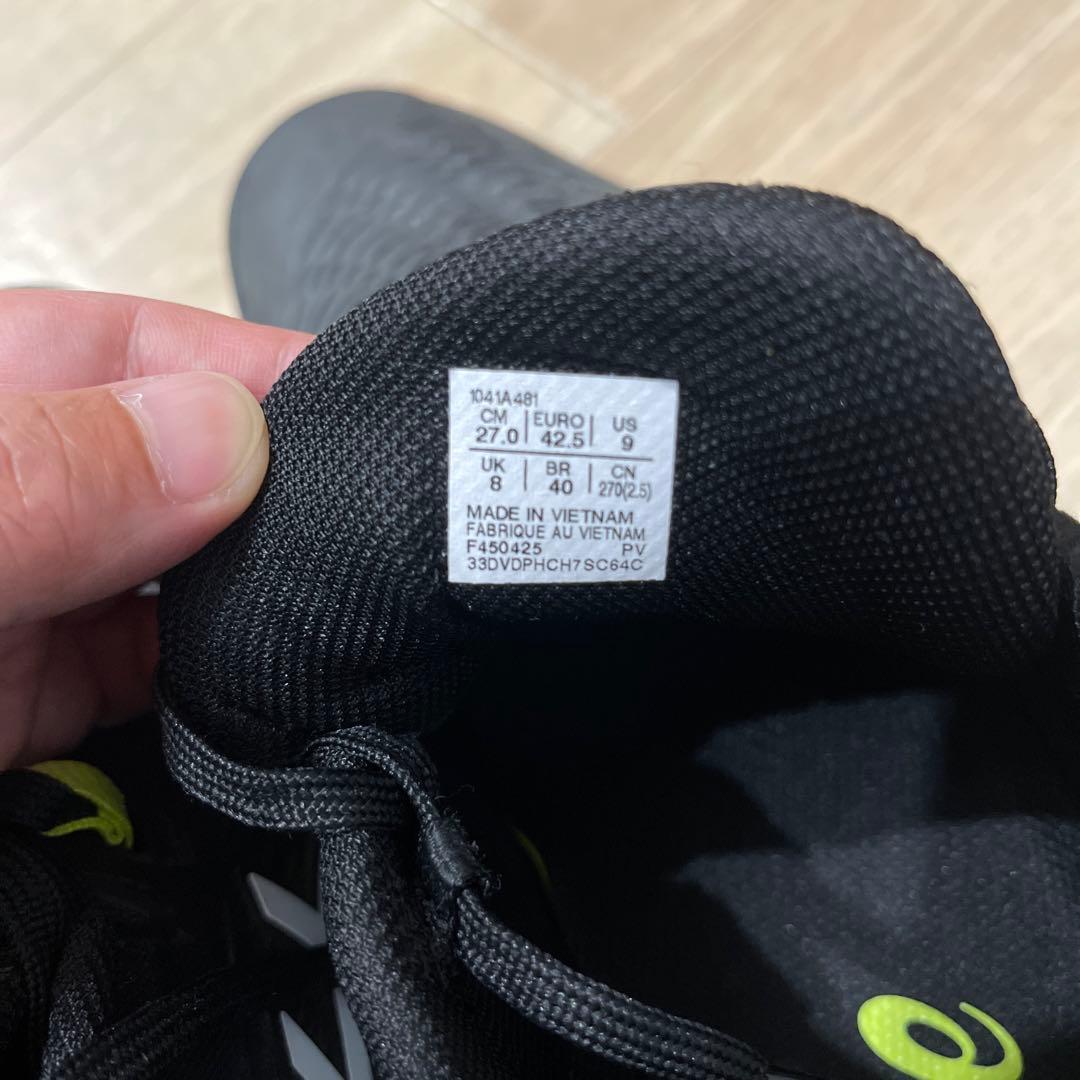 1041A481
CM EURO US
27.0 42.5 9
UK BR CN
8 40 270(2.5)
MADE IN VIETNAM
FABRIQUE AU VIETNAM
F450425 PV
33DVDPHCH7SC64C